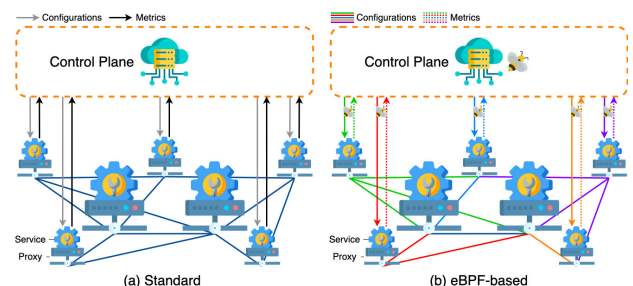 Configurations Metrics
Control Plane
Service
Proxy
(a) Standard
Configurations Metrics
Control Plane
Service
Proxy
(b) eBPF-based